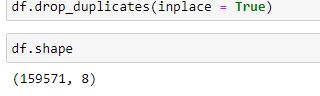 df.drop_duplicates(inplace = True)
df.shape
(159571, 8)